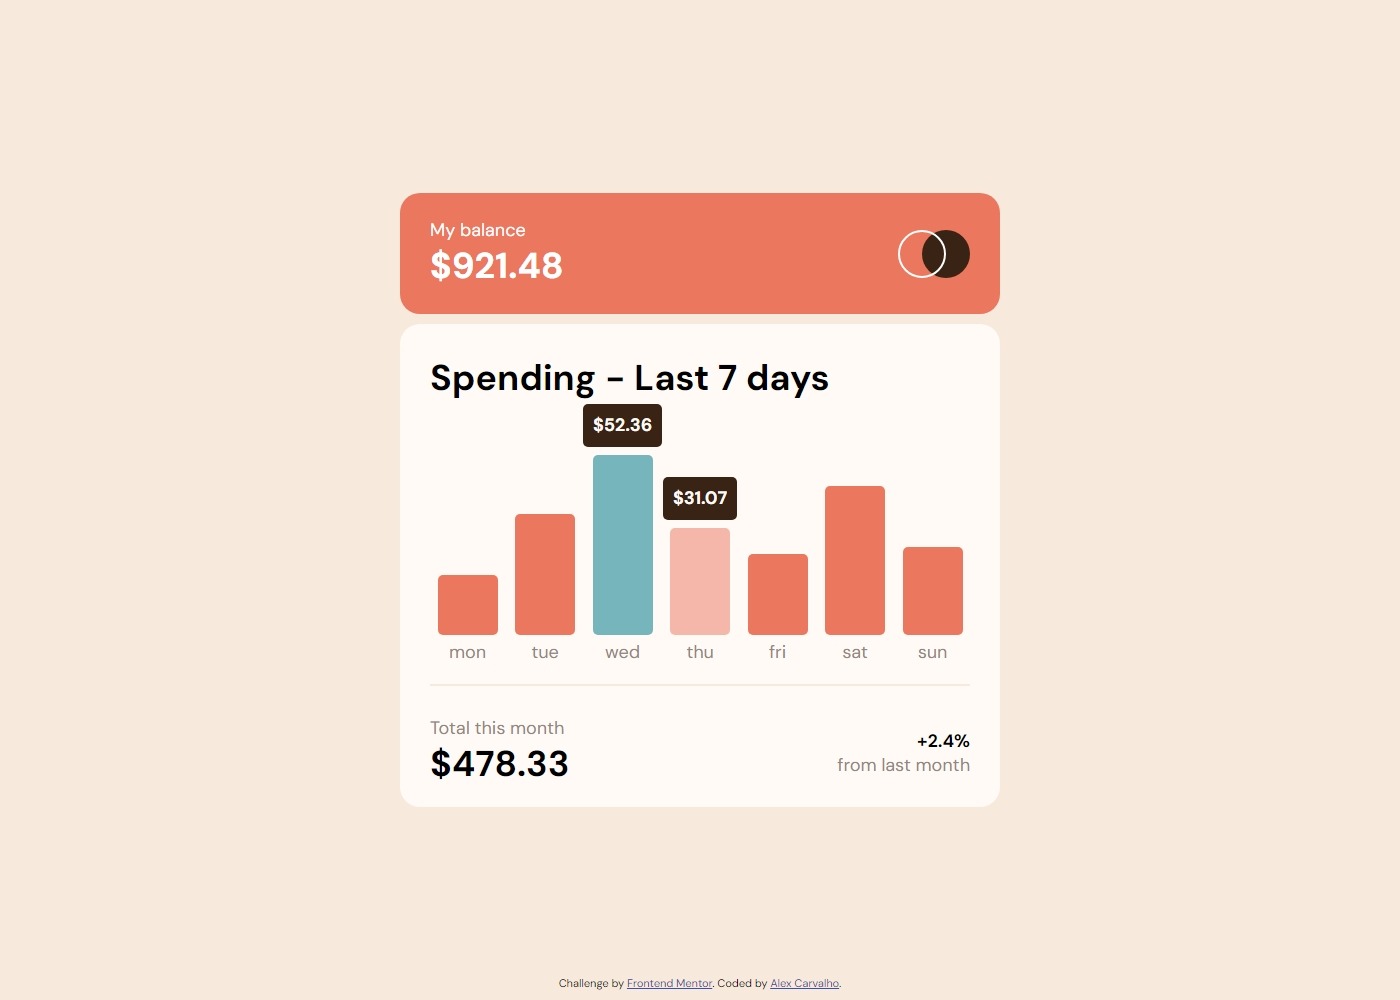 My balance
$921.48
Spending - Last 7 days
$52.36
$31.07
mon tue wed thu fri sat sun
Total this month
$478.33
+2.4%
from last month
Challenge by Frontend Mentor. Coded by Alex Carvalho.